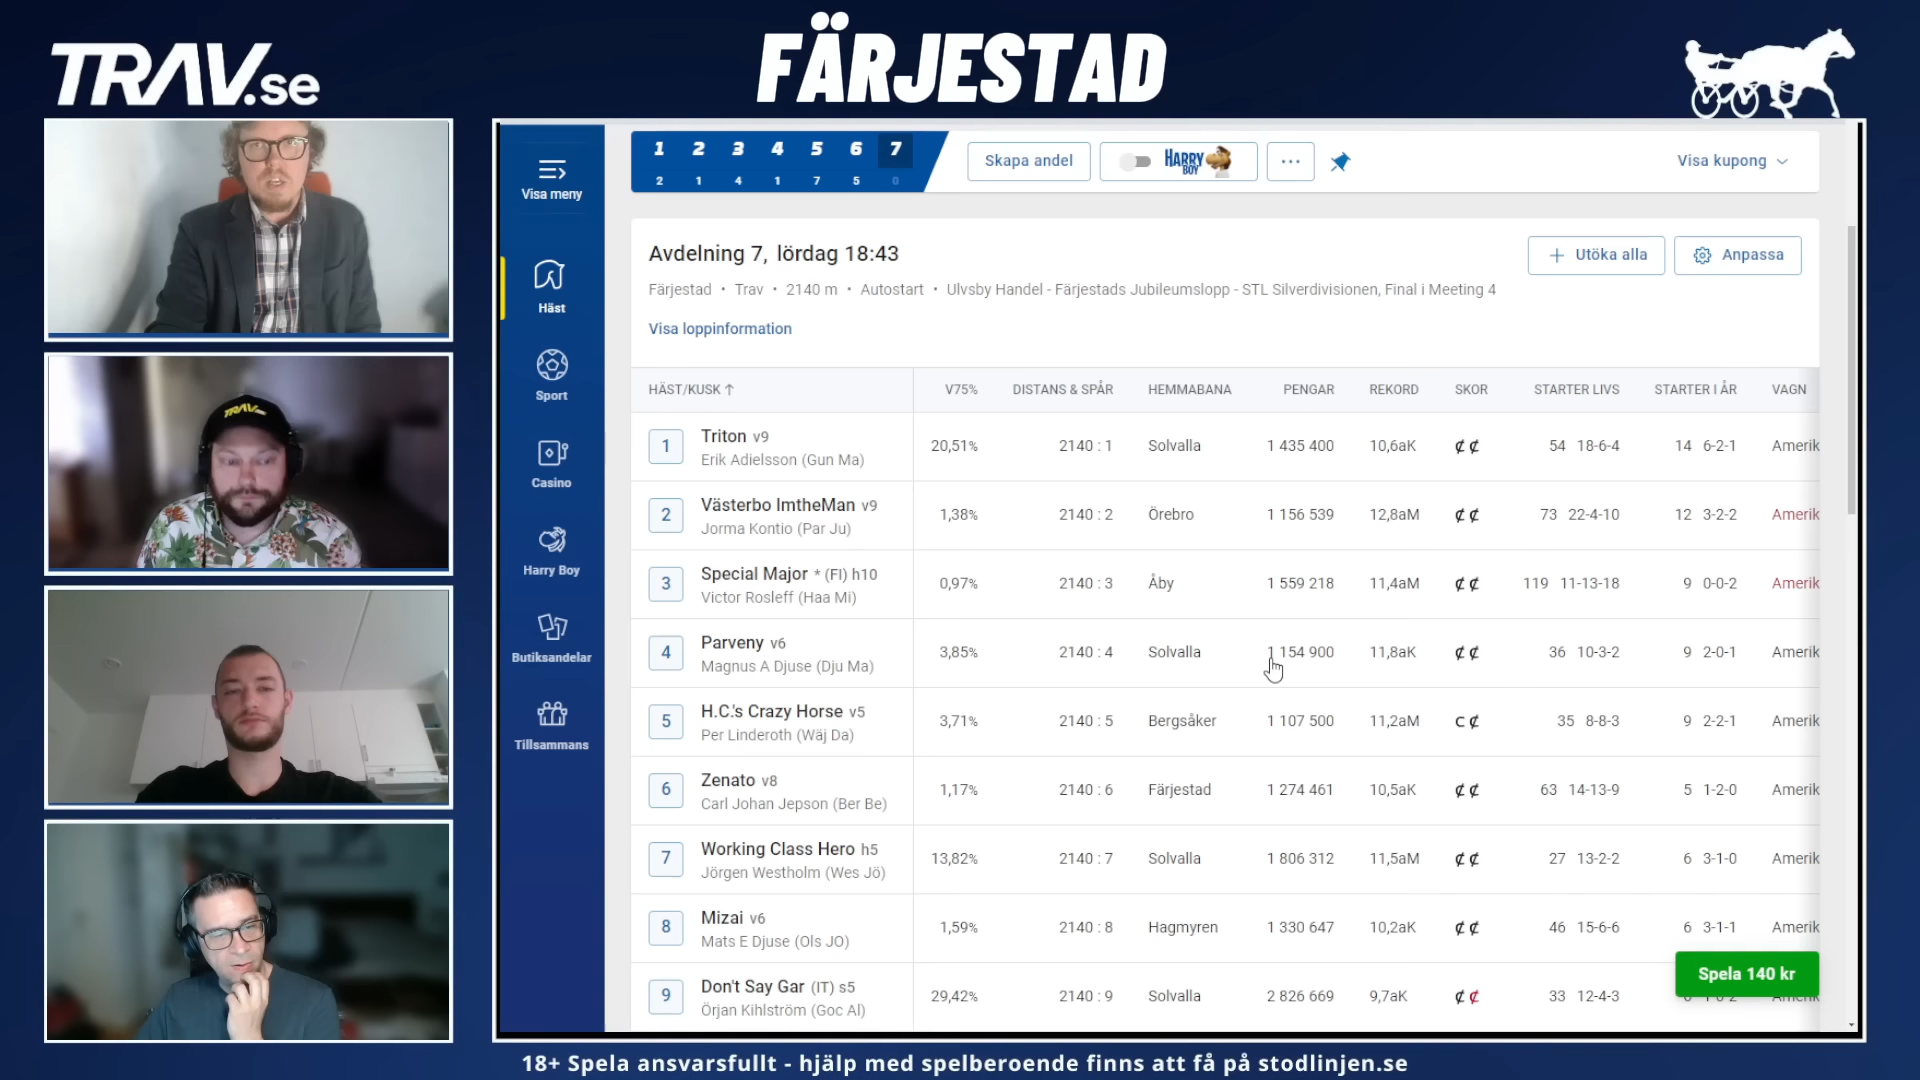 TRAV.se
FÄRJESTAD
TRAV.se
Visa meny
Häst
Sport
Casino
Harry Boy
Butiksandelar
Tillsammans
1 2 3 4 5 6 7
2 1 4 1 7 5 0
Skapa andel
HARRY BOY
...
Visa kupong
Avdelning 7, lördag 18:43
Utöka alla
Anpassa
Färjestad • Trav • 2140 m • Autostart • Ulvsby Handel - Färjestads Jubileumslopp - STL Silverdivisionen, Final i Meeting 4
Visa loppinformation
HÄST/KUSK ↑ V75% DISTANS & SPÅR HEMMABANA PENGAR REKORD SKOR STARTER LIVS STARTER I ÅR VAGN
1 Triton v9 20,51% 2140 : 1 Solvalla 1 435 400 10,6aK ȼ ȼ 54 18-6-4 14 6-2-1 Amerik
Erik Adielsson (Gun Ma)
2 Västerbo ImtheMan v9 1,38% 2140 : 2 Örebro 1 156 539 12,8aM ȼ ȼ 73 22-4-10 12 3-2-2 Amerik
Jorma Kontio (Par Ju)
3 Special Major * (FI) h10 0,97% 2140 : 3 Åby 1 559 218 11,4aM ȼ ȼ 119 11-13-18 9 0-0-2 Amerik
Victor Rosleff (Haa Mi)
4 Parveny v6 3,85% 2140 : 4 Solvalla 1 154 900 11,8aK ȼ ȼ 36 10-3-2 9 2-0-1 Amerik
Magnus A Djuse (Dju Ma)
5 H.C.'s Crazy Horse v5 3,71% 2140 : 5 Bergsåker 1 107 500 11,2aM c ȼ 35 8-8-3 9 2-2-1 Amerik
Per Linderoth (Wäj Da)
6 Zenato v8 1,17% 2140 : 6 Färjestad 1 274 461 10,5aK ȼ ȼ 63 14-13-9 5 1-2-0 Amerik
Carl Johan Jepson (Ber Be)
7 Working Class Hero h5 13,82% 2140 : 7 Solvalla 1 806 312 11,5aM ȼ ȼ 27 13-2-2 6 3-1-0 Amerik
Jörgen Westholm (Wes Jö)
8 Mizai v6 1,59% 2140 : 8 Hagmyren 1 330 647 10,2aK ȼ ȼ 46 15-6-6 6 3-1-1 Amerik
Mats E Djuse (Ols JO)
9 Don't Say Gar (IT) s5 29,42% 2140 : 9 Solvalla 2 826 669 9,7aK ȼ ȼ 33 12-4-3
Örjan Kihlström (Goc Al)
Spela 140 kr
18+ Spela ansvarsfullt - hjälp med spelberoende finns att få på stodlinjen.se